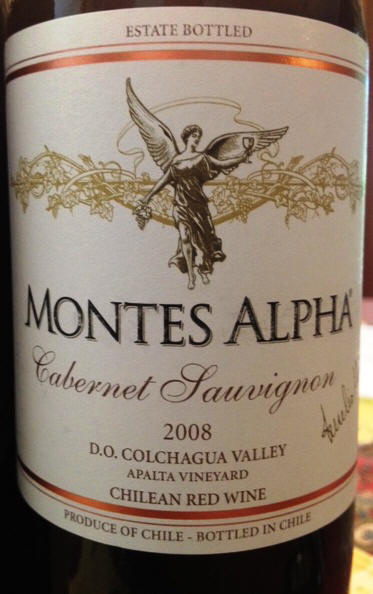 ESTATE BOTTLED
MONTES ALPHA®
Cabernet Sauvignon
2008
D.O. COLCHAGUA VALLEY
APALTA VINEYARD
CHILEAN RED WINE
PRODUCE OF CHILE - BOTTLED IN CHILE